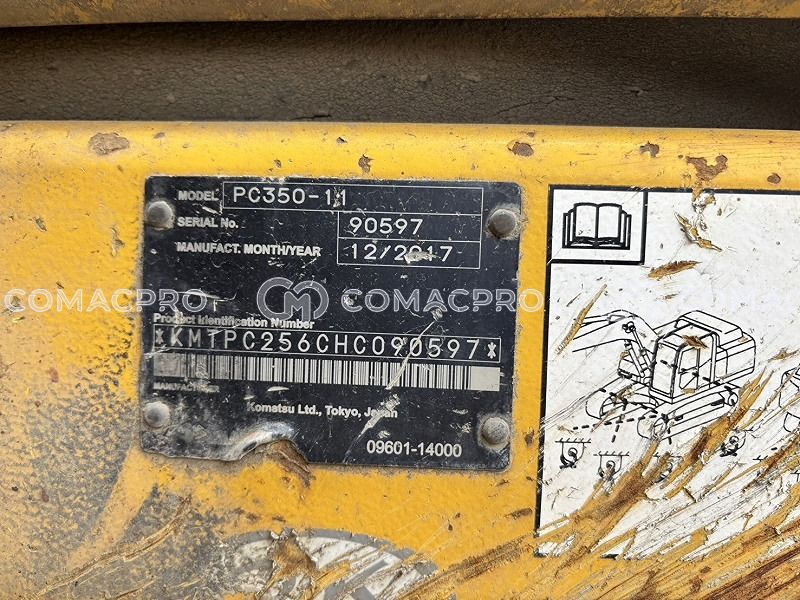 MODEL PC350-11
SERIAL No. 90597
MANUFACT. MONTH/YEAR 12/2017
COMACPRO COMACPRO
Product Identification Number
*KMTPC256CHC090597*
MANUFACTURER
Komatsu Ltd., Tokyo, Japan
09601-14000